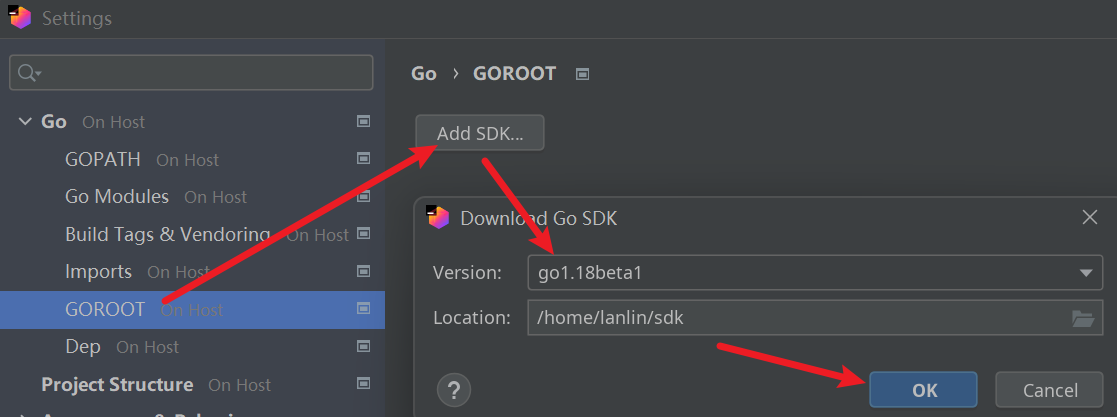 Settings
Go On Host
GOPATH On Host
Go Modules On Host
Build Tags & Vendoring On Host
Imports On Host
GOROOT On Host
Dep On Host
Project Structure On Host
Go › GOROOT
Add SDK...
Download Go SDK
Version: go1.18beta1
Location: /home/lanlin/sdk
?
OK Cancel